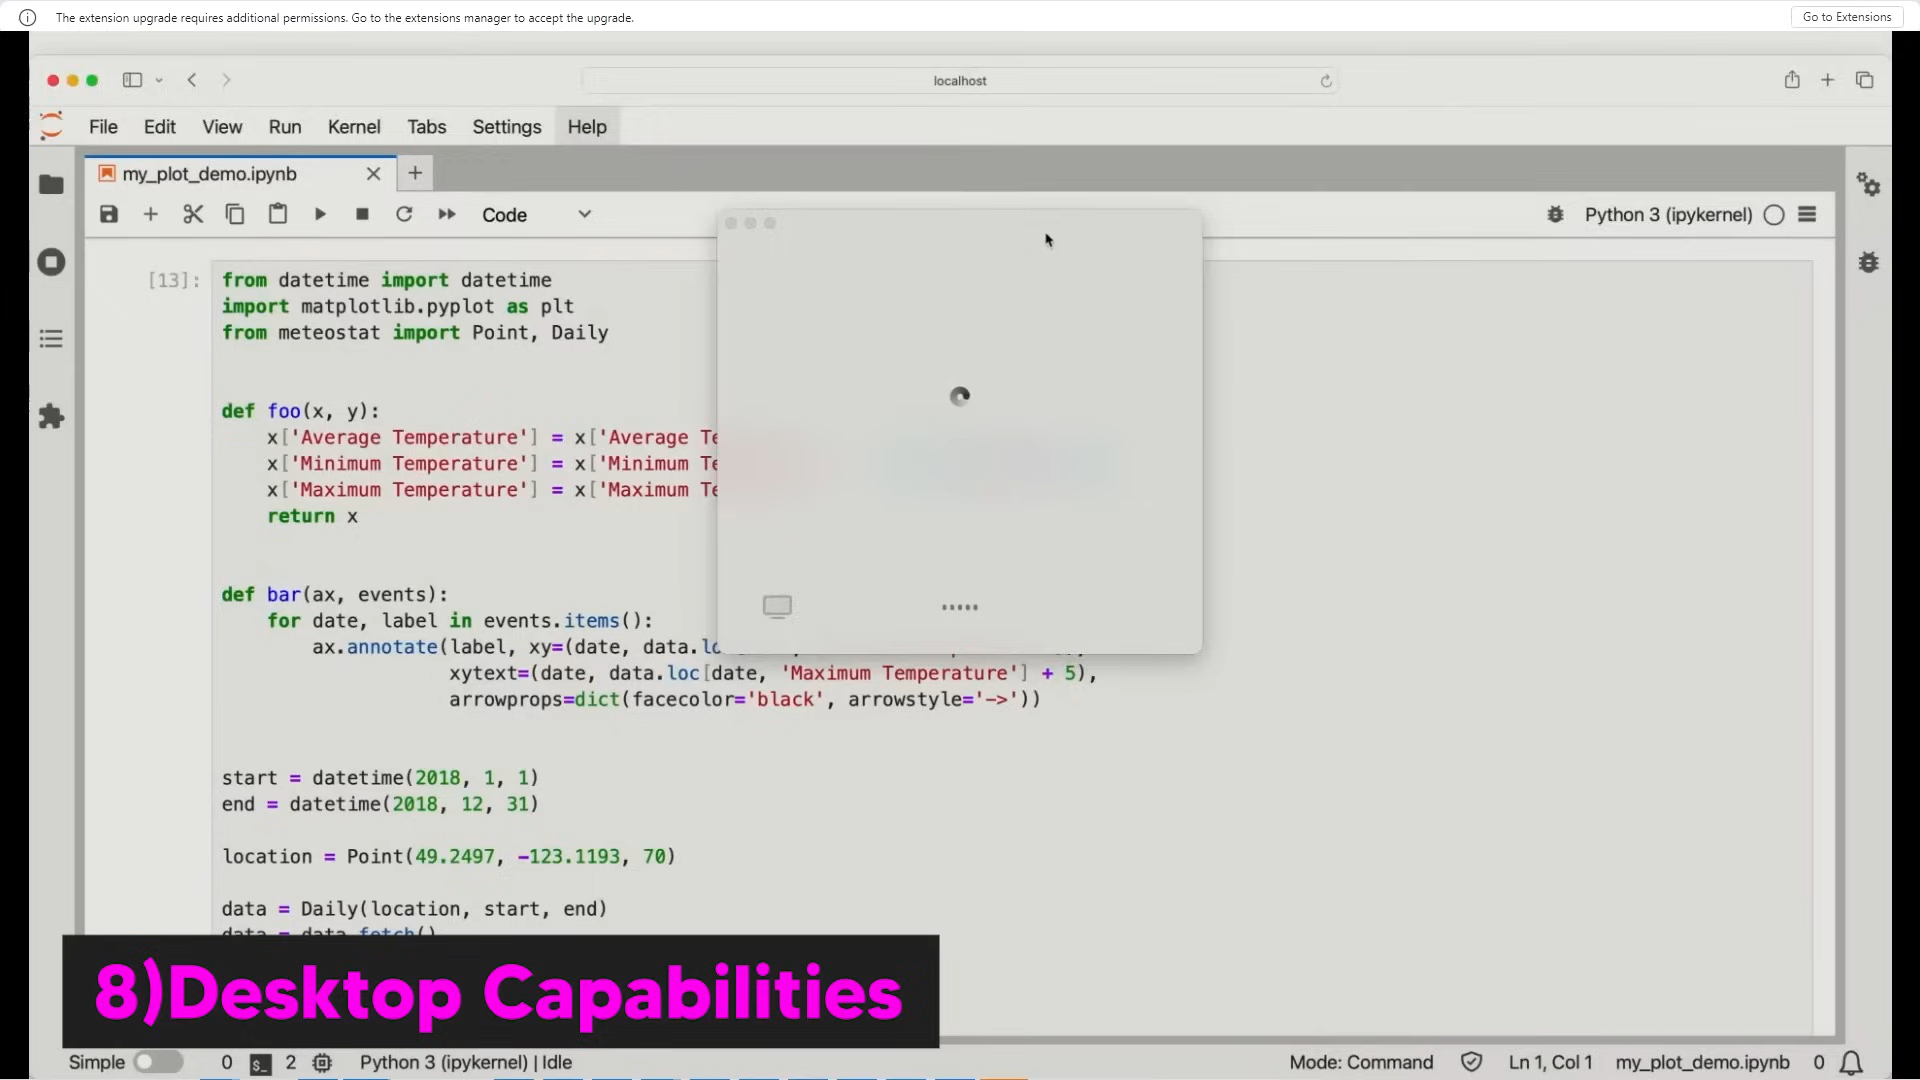 The extension upgrade requires additional permissions. Go to the extensions manager to accept the upgrade.
Go to Extensions
localhost
File Edit View Run Kernel Tabs Settings Help
my_plot_demo.ipynb
Code
Python 3 (ipykernel)
[13]:
from datetime import datetime
import matplotlib.pyplot as plt
from meteostat import Point, Daily
def foo(x, y):
x['Average Temperature'] = x['Average Te
x['Minimum Temperature'] = x['Minimum Te
x['Maximum Temperature'] = x['Maximum Te
return x
def bar(ax, events):
for date, label in events.items():
ax.annotate(label, xy=(date, data.lo
xytext=(date, data.loc[date, 'Maximum Temperature'] + 5),
arrowprops=dict(facecolor='black', arrowstyle='->'))
start = datetime(2018, 1, 1)
end = datetime(2018, 12, 31)
location = Point(49.2497, -123.1193, 70)
data = Daily(location, start, end)
data = data.fetch()
8)Desktop Capabilities
Simple 0 $_ 2 Python 3 (ipykernel) | Idle
Mode: Command Ln 1, Col 1 my_plot_demo.ipynb 0